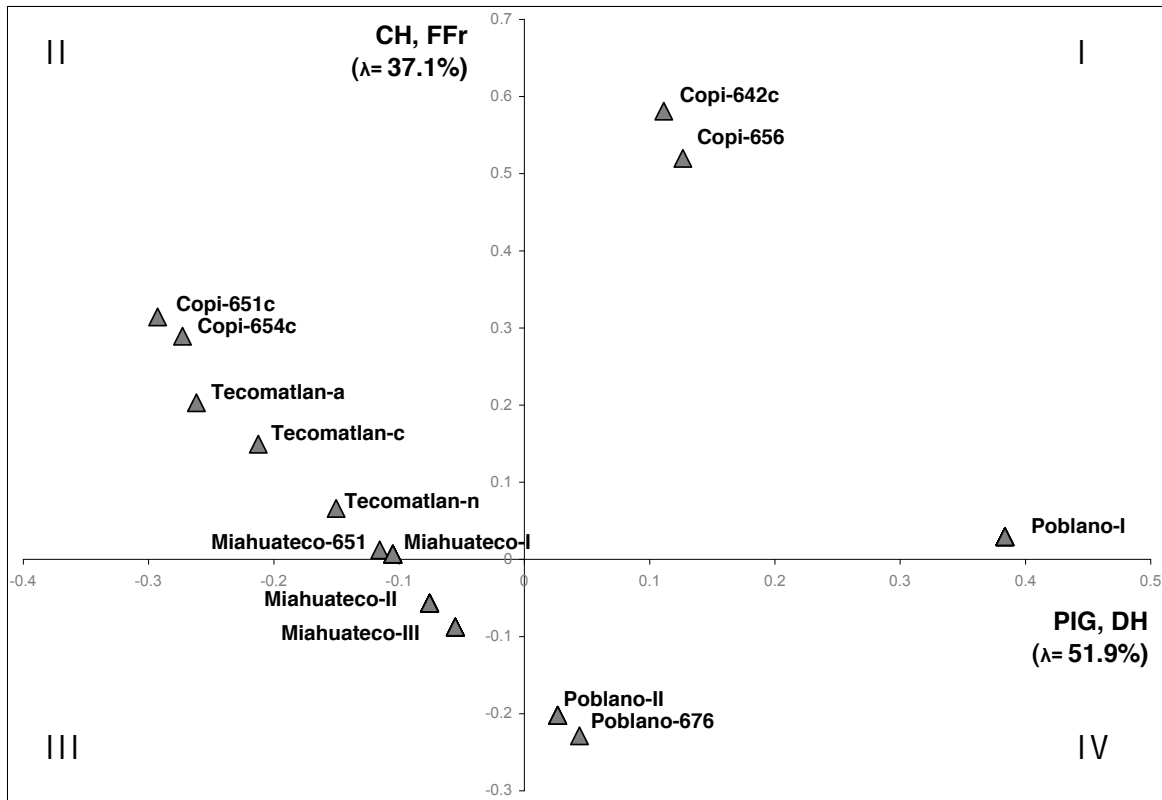 II
CH, FFr
(λ= 37.1%)
0.7
I
0.6
Copi-642c
Copi-656
0.5
0.4
Copi-651c
0.3
Copi-654c
Tecomatlan-a
0.2
Tecomatlan-c
0.1
Tecomatlan-n
Miahuateco-651
Miahuateco-I
Poblano-I
0
-0.4 -0.3 -0.2 -0.1 0 0.1 0.2 0.3 0.4 0.5
Miahuateco-II
Miahuateco-III
-0.1
PIG, DH
(λ= 51.9%)
Poblano-II
-0.2
Poblano-676
III
IV
-0.3